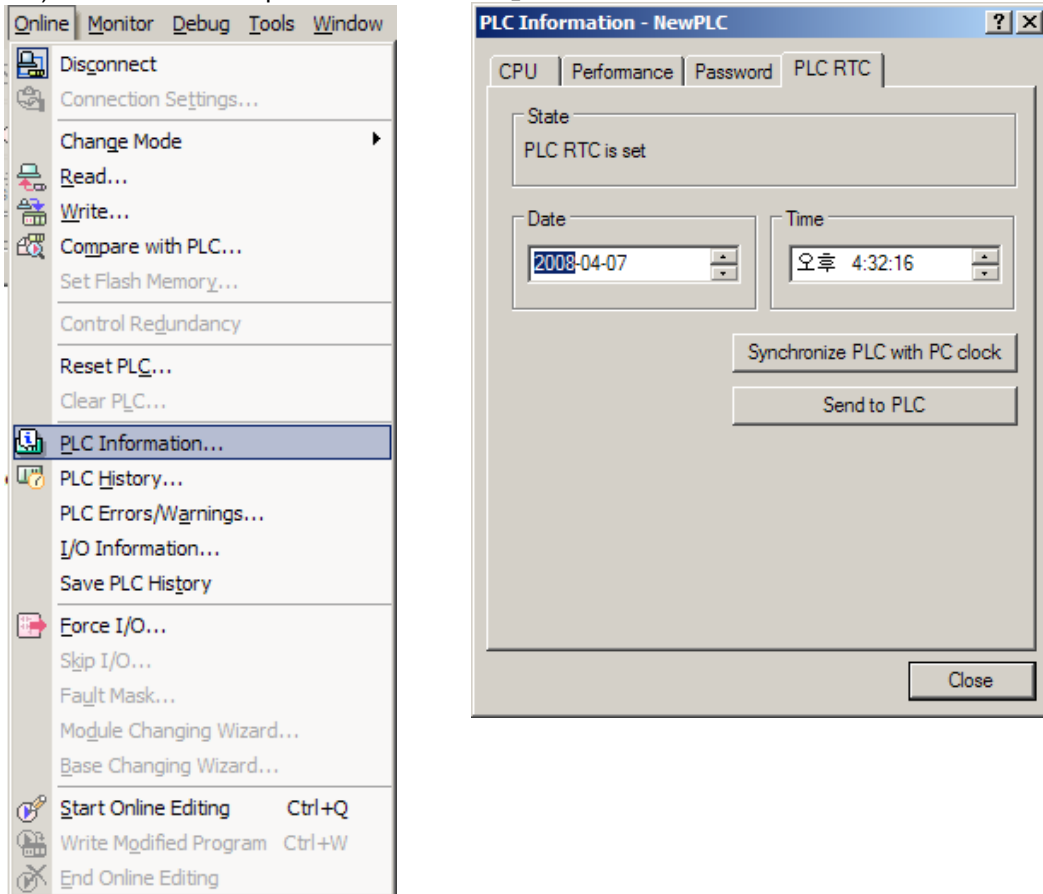 Online Monitor Debug Tools Window
Disconnect
Connection Settings...
Change Mode
Read...
Write...
Compare with PLC...
Set Flash Memory...
Control Redundancy
Reset PLC...
Clear PLC...
PLC Information...
PLC History...
PLC Errors/Warnings...
I/O Information...
Save PLC History
Force I/O...
Skip I/O...
Fault Mask...
Module Changing Wizard...
Base Changing Wizard...
Start Online Editing Ctrl+Q
Write Modified Program Ctrl+W
End Online Editing
PLC Information - NewPLC
CPU Performance Password PLC RTC
State
PLC RTC is set
Date Time
2008-04-07 오후 4:32:16
Synchronize PLC with PC clock
Send to PLC
Close